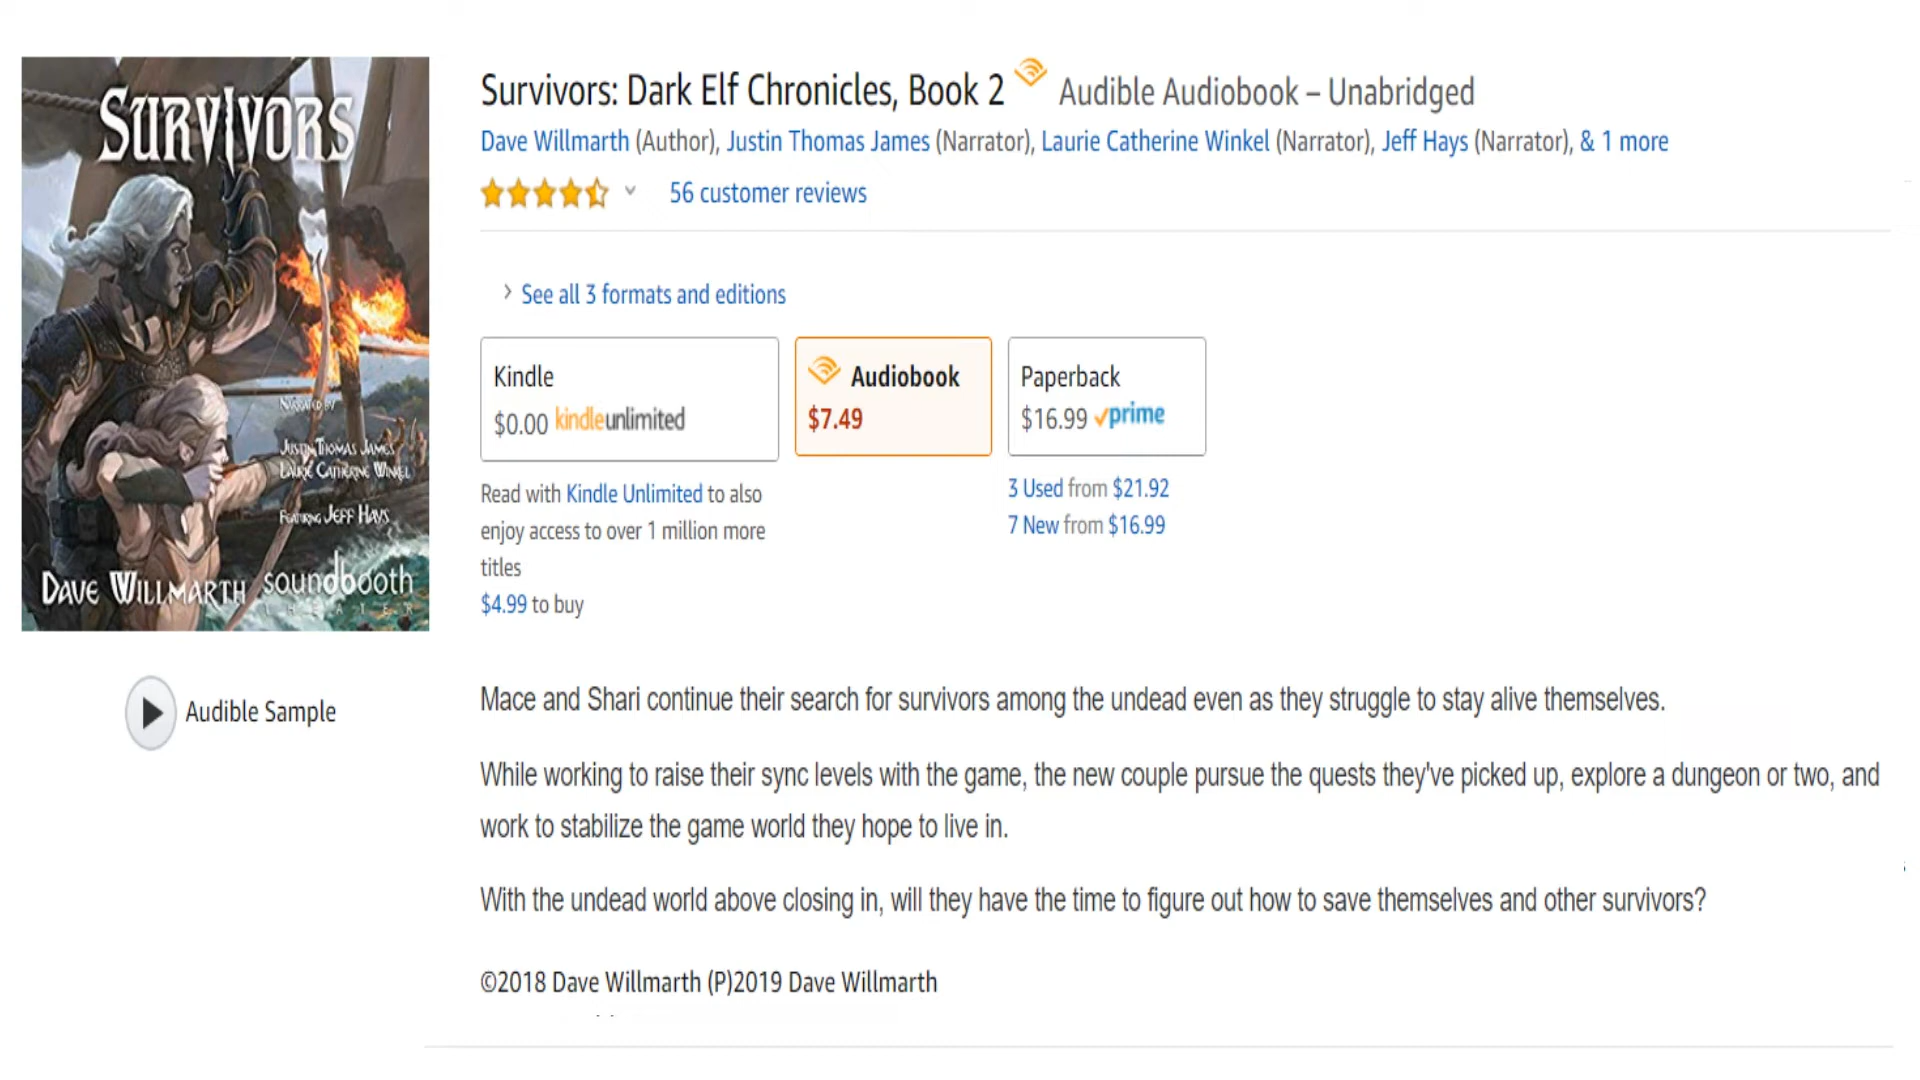 SURVIVORS
NARRATED BY
JUSTIN THOMAS JAMES
LAURIE CATHERINE WINKEL
FEATURING JEFF HAYS
DAVE WILLMARTH
soundbooth
THEATER
Audible Sample
Survivors: Dark Elf Chronicles, Book 2 Audible Audiobook – Unabridged
Dave Willmarth (Author), Justin Thomas James (Narrator), Laurie Catherine Winkel (Narrator), Jeff Hays (Narrator), & 1 more
56 customer reviews
› See all 3 formats and editions
Kindle
$0.00 kindleunlimited
Read with Kindle Unlimited to also
enjoy access to over 1 million more
titles
$4.99 to buy
Audiobook
$7.49
Paperback
$16.99 prime
3 Used from $21.92
7 New from $16.99
Mace and Shari continue their search for survivors among the undead even as they struggle to stay alive themselves.
While working to raise their sync levels with the game, the new couple pursue the quests they've picked up, explore a dungeon or two, and
work to stabilize the game world they hope to live in.
With the undead world above closing in, will they have the time to figure out how to save themselves and other survivors?
©2018 Dave Willmarth (P)2019 Dave Willmarth